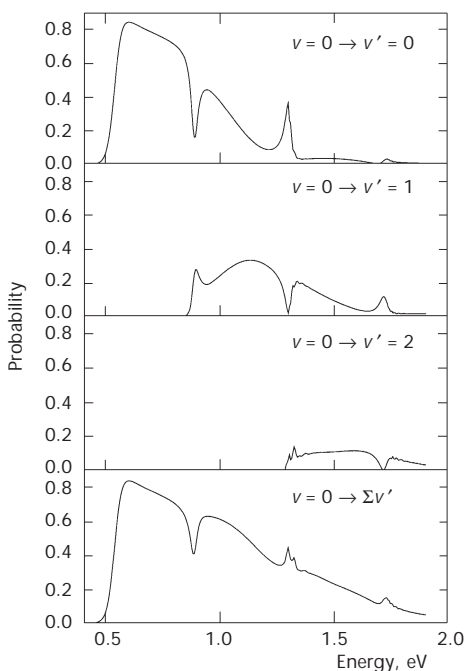 0.8
0.6
0.4
0.2
0.0
v = 0 → v′ = 0
0.8
0.6
0.4
0.2
0.0
v = 0 → v′ = 1
0.8
0.6
0.4
0.2
0.0
v = 0 → v′ = 2
0.8
0.6
0.4
0.2
0.0
v = 0 → Σv′
Probability
0.5 1.0 1.5 2.0
Energy, eV